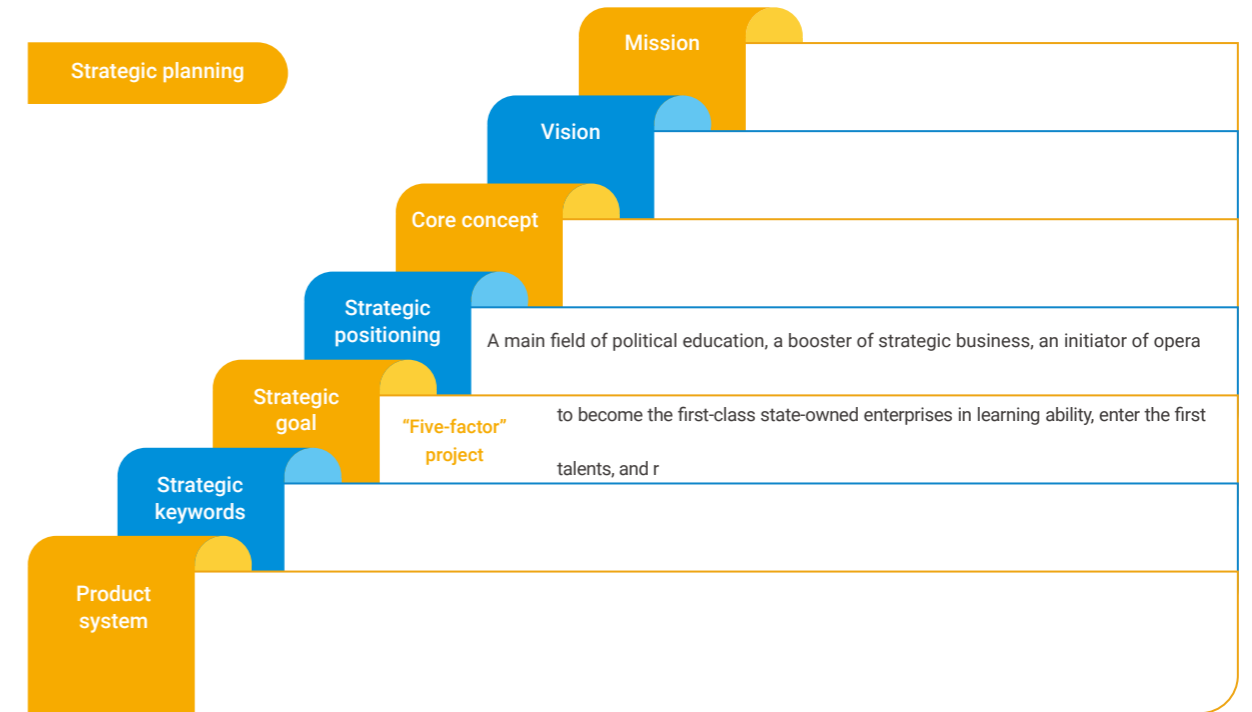 Strategic planning
Mission
Vision
Core concept
Strategic
positioning
A main field of political education, a booster of strategic business, an initiator of opera
Strategic
goal
“Five-factor”
project
to become the first-class state-owned enterprises in learning ability, enter the first
talents, and r
Strategic
keywords
Product
system